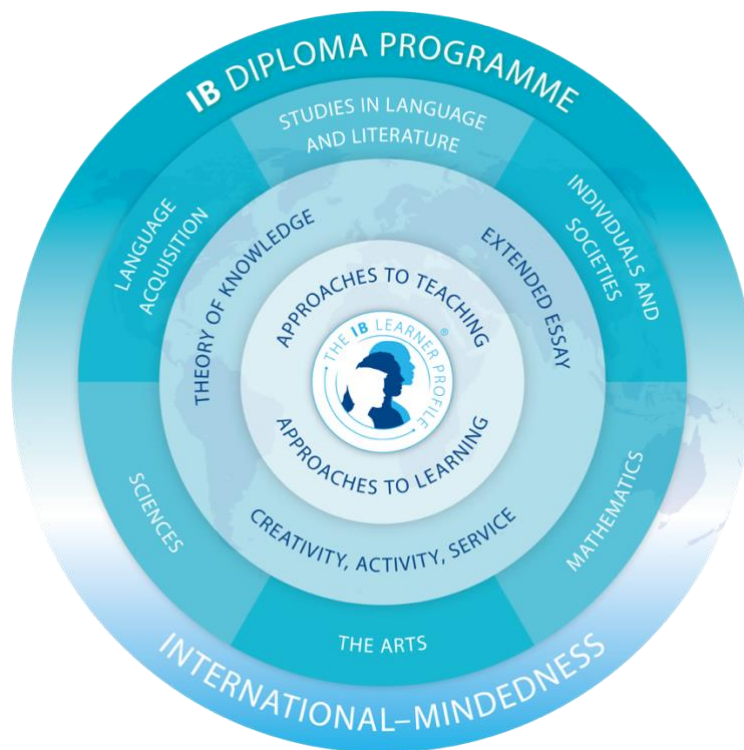 IB DIPLOMA PROGRAMME
STUDIES IN LANGUAGE
AND LITERATURE
LANGUAGE
ACQUISITION
INDIVIDUALS AND
SOCIETIES
THEORY OF KNOWLEDGE
EXTENDED ESSAY
APPROACHES TO TEACHING
THE IB LEARNER PROFILE ®
APPROACHES TO LEARNING
CREATIVITY, ACTIVITY, SERVICE
SCIENCES
MATHEMATICS
THE ARTS
INTERNATIONAL–MINDEDNESS